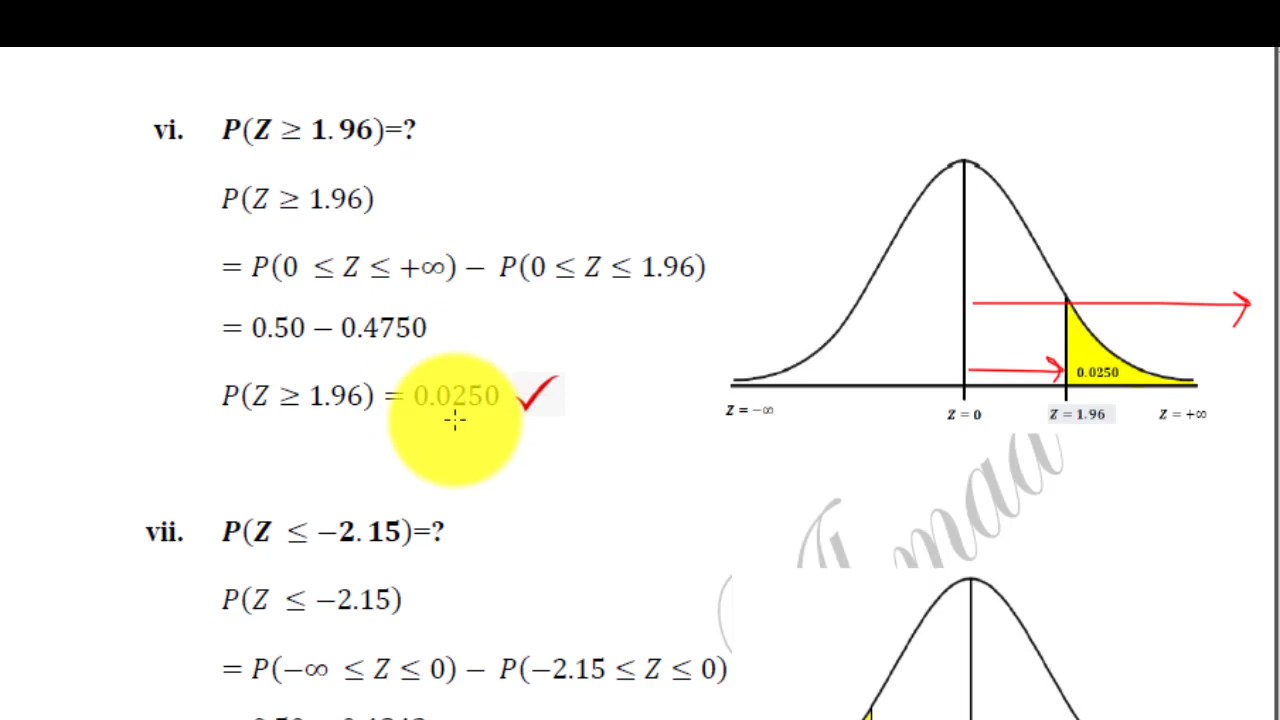 vi. P(Z ≥ 1.96)=?
P(Z ≥ 1.96)
= P(0 ≤ Z ≤ +∞) − P(0 ≤ Z ≤ 1.96)
= 0.50 − 0.4750
P(Z ≥ 1.96) = 0.0250
0.0250
Z = −∞ Z = 0 Z = 1.96 Z = +∞
vii. P(Z ≤ −2.15)=?
P(Z ≤ −2.15)
= P(−∞ ≤ Z ≤ 0) − P(−2.15 ≤ Z ≤ 0)